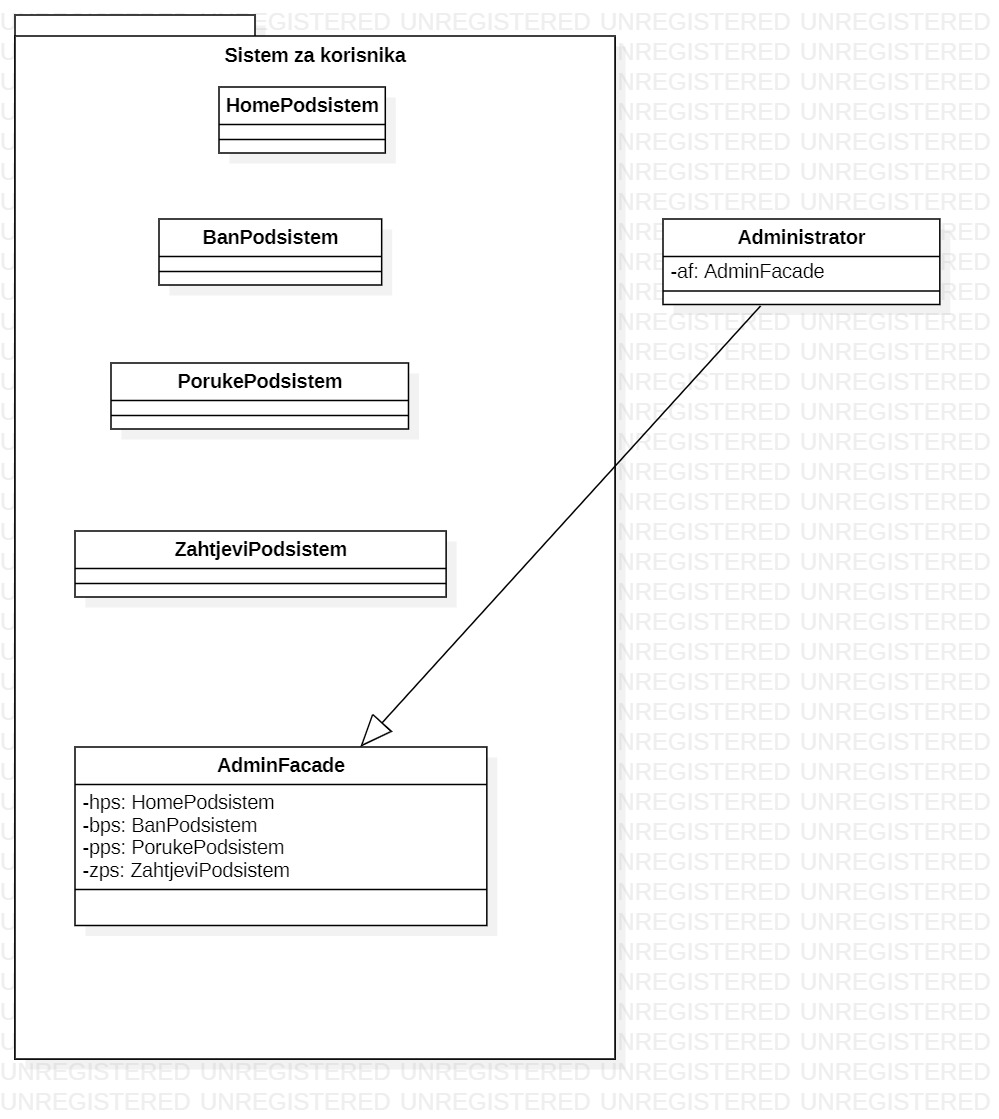 Sistem za korisnika
HomePodsistem
BanPodsistem
Administrator
-af: AdminFacade
PorukePodsistem
ZahtjeviPodsistem
AdminFacade
-hps: HomePodsistem
-bps: BanPodsistem
-pps: PorukePodsistem
-zps: ZahtjeviPodsistem
UNREGISTERED UNREGISTERED UNREGISTERED UNREGISTERED UNREGISTERED